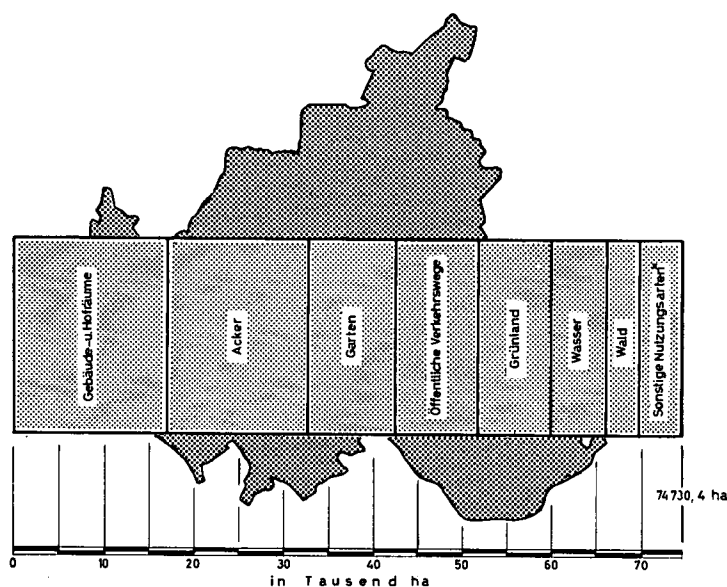 Gebäude-u.Hofräume
Acker
Garten
Öffentliche Verkehrswege
Grünland
Wasser
Wald
Sonstige Nutzungsarten
74 730, 4 ha
0 10 20 30 40 50 60 70
in Tausend ha